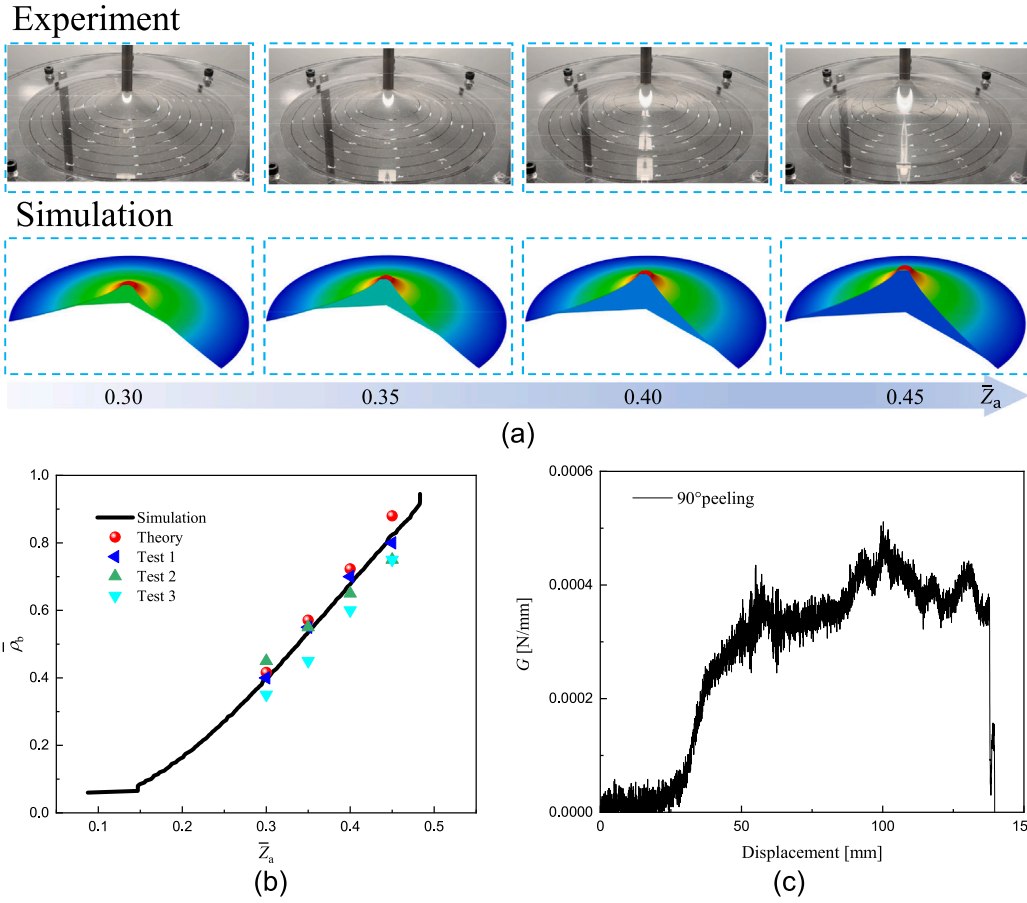 Experiment
Simulation
0.30 0.35 0.40 0.45 Z̅a
(a)
1.0
0.8
0.6
0.4
0.2
0.0
ρ̅b
Simulation
Theory
Test 1
Test 2
Test 3
0.1 0.2 0.3 0.4 0.5
Z̅a
(b)
0.0006
0.0004
0.0002
0.0000
G [N/mm]
90°peeling
0 50 100 150
Displacement [mm]
(c)